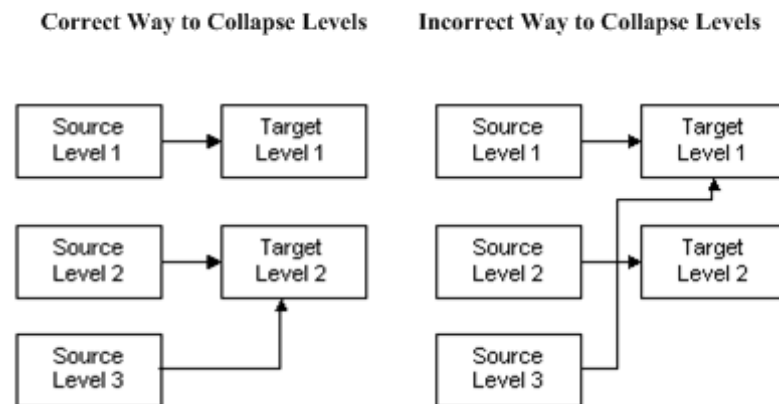 Correct Way to Collapse Levels
Source
Level 1
Target
Level 1
Source
Level 2
Target
Level 2
Source
Level 3
Incorrect Way to Collapse Levels
Source
Level 1
Target
Level 1
Source
Level 2
Target
Level 2
Source
Level 3